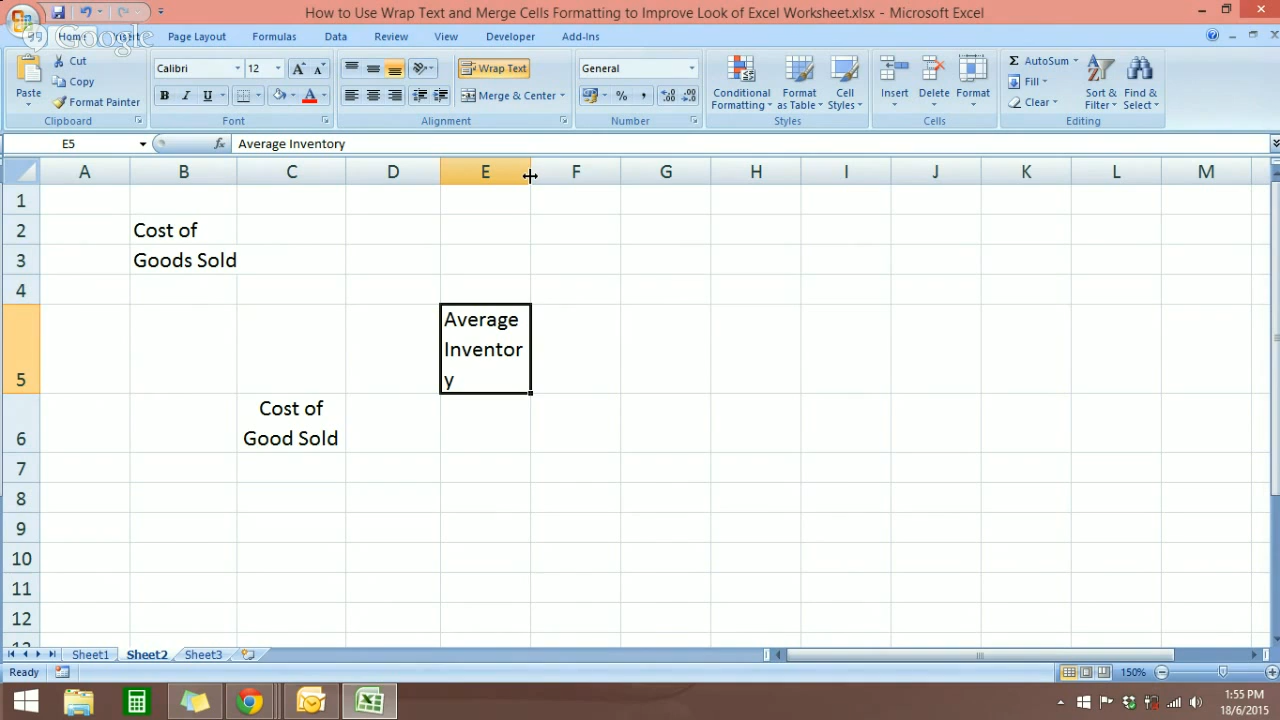 How to Use Wrap Text and Merge Cells Formatting to Improve Look of Excel Worksheet.xlsx - Microsoft Excel
Google
Home Insert Page Layout Formulas Data Review View Developer Add-Ins
Paste
Cut
Copy
Format Painter
Clipboard
Calibri 12
B I U A
Font
Wrap Text
Merge & Center
Alignment
General
% ,
Number
Conditional Formatting
Format as Table
Cell Styles
Styles
Insert Delete Format
Cells
Σ AutoSum
Fill
Clear
Sort & Filter
Find & Select
Editing
E5 fx Average Inventory
A B C D E F G H I J K L M
1
2 Cost of
3 Goods Sold
4
Average
Inventor
5 y
Cost of
6 Good Sold
7
8
9
10
11
12
13
Sheet1 Sheet2 Sheet3
Ready 150%
1:55 PM
18/6/2015